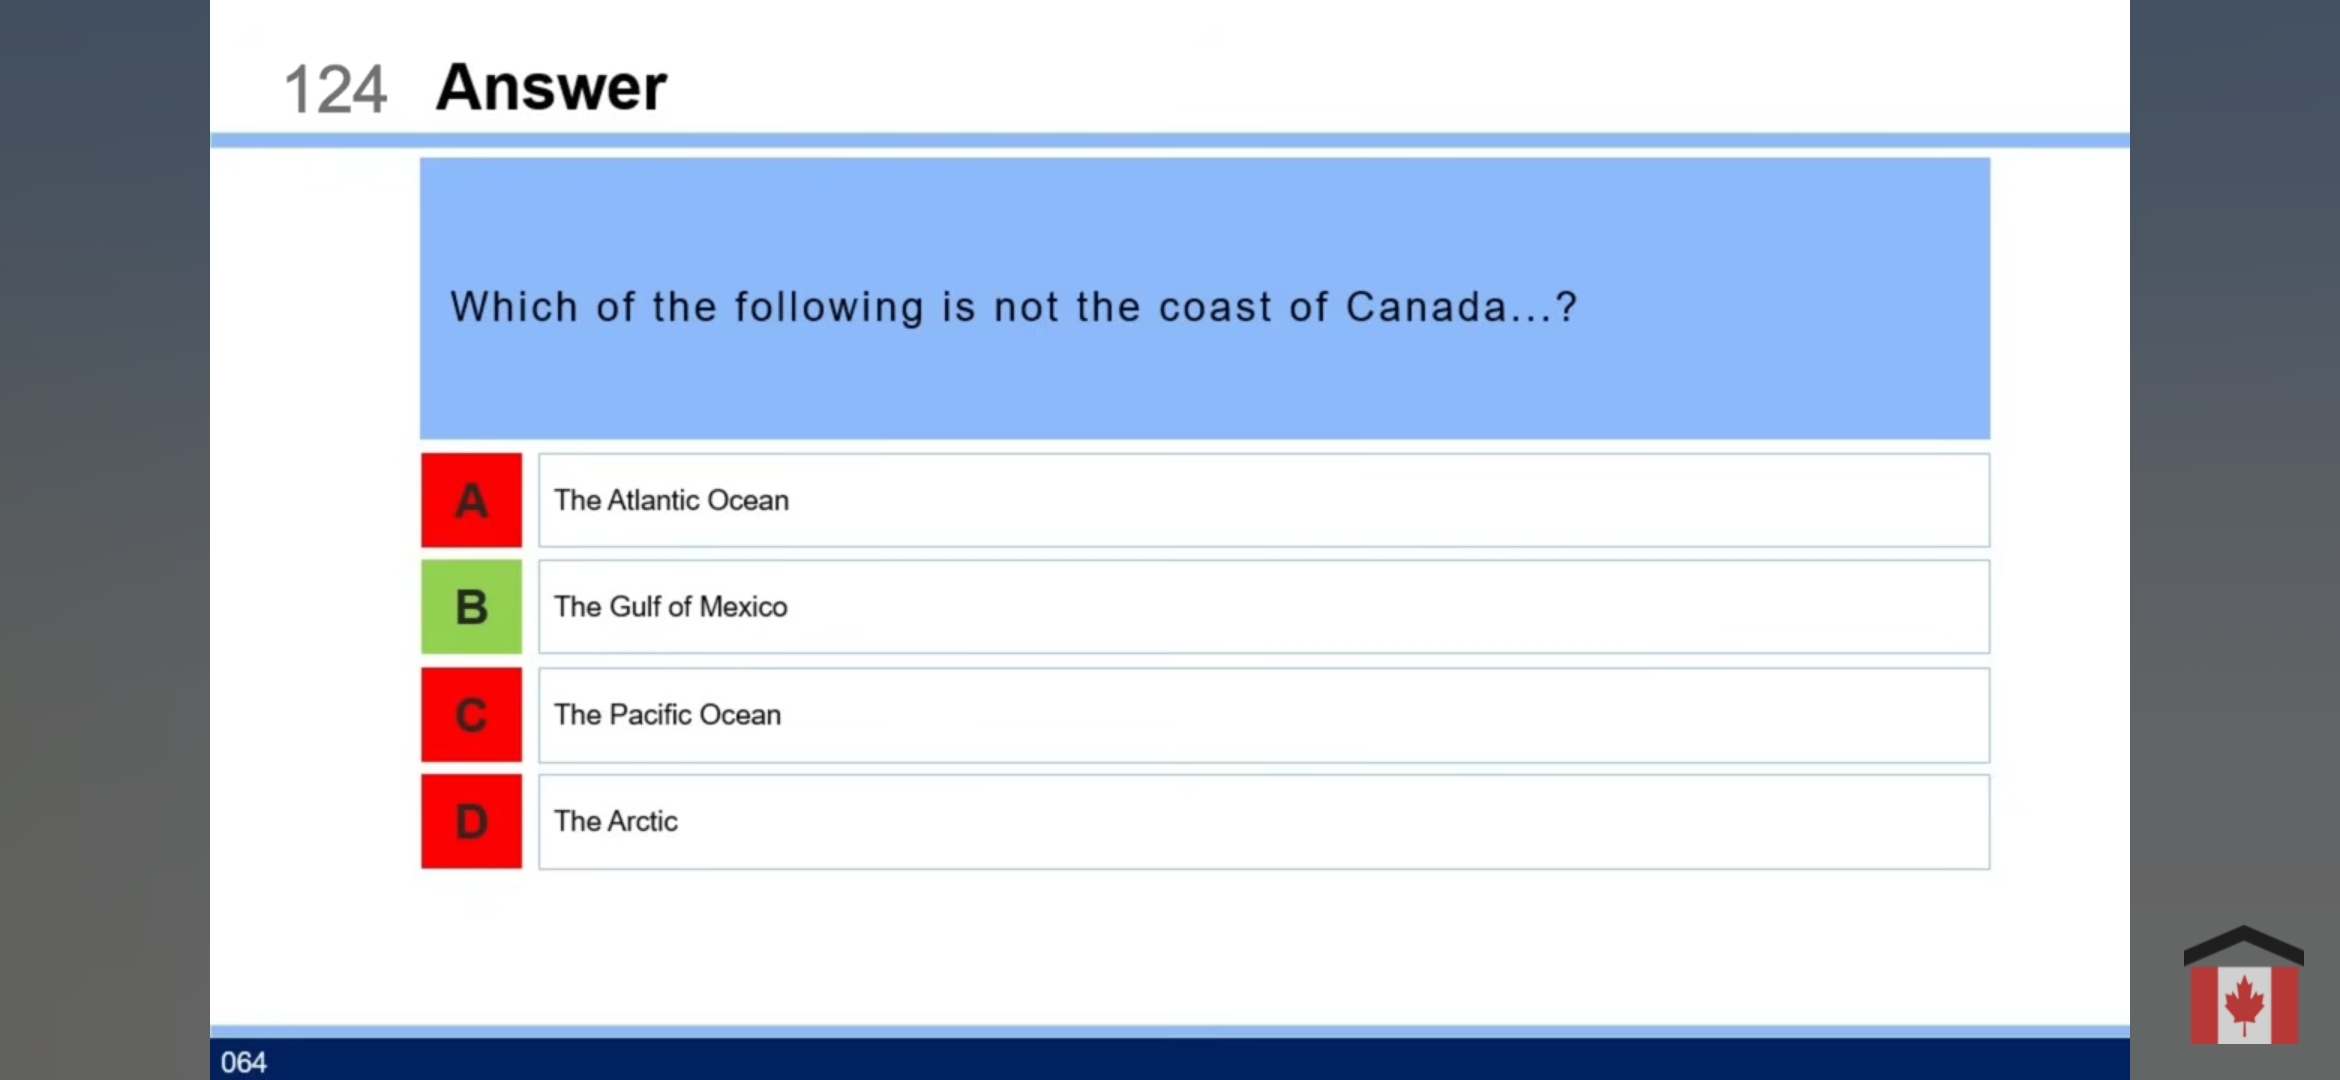 124 Answer
Which of the following is not the coast of Canada...?
A The Atlantic Ocean
B The Gulf of Mexico
C The Pacific Ocean
D The Arctic
064